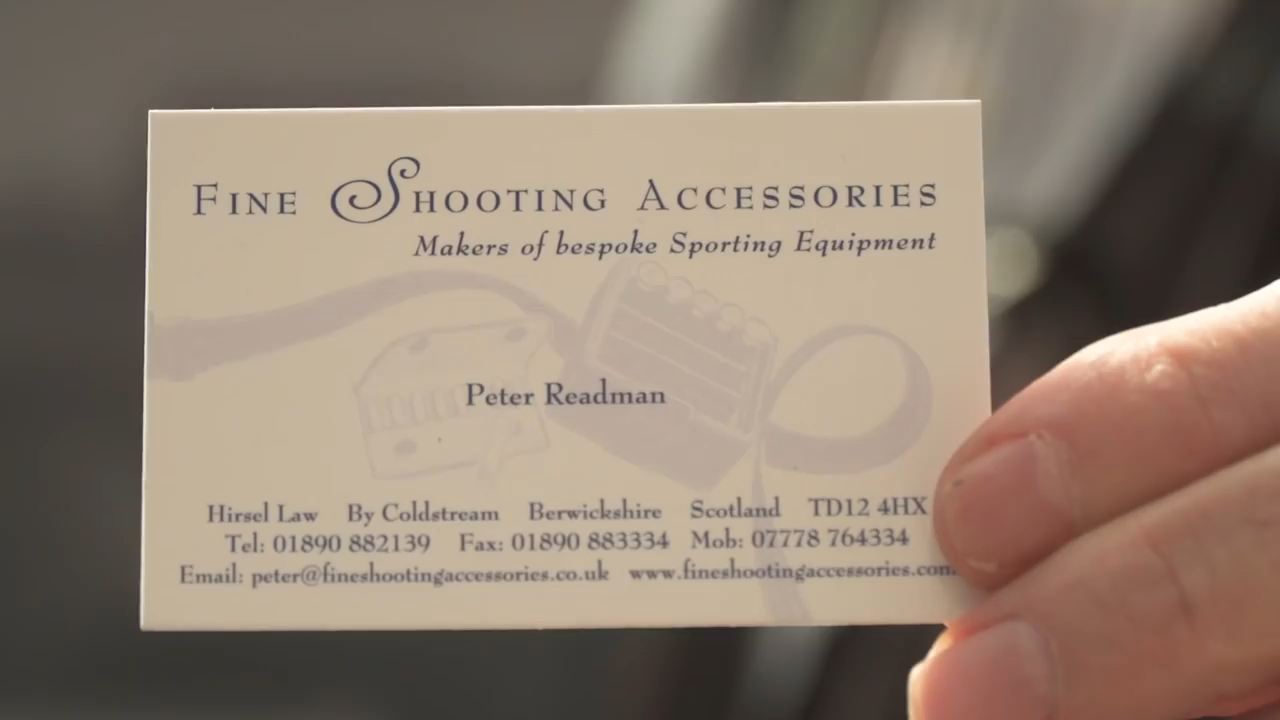 Fine Shooting Accessories
Makers of bespoke Sporting Equipment
Peter Readman
Hirsel Law By Coldstream Berwickshire Scotland TD12 4HX
Tel: 01890 882139 Fax: 01890 883334 Mob: 07778 764334
Email: peter@fineshootingaccessories.co.uk www.fineshootingaccessories.com